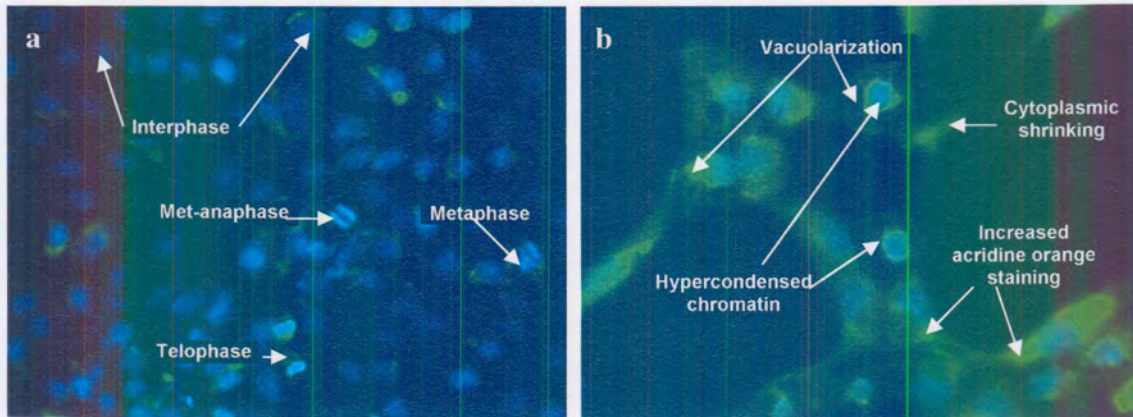 a
Interphase
Met-anaphase
Metaphase
Telophase
b
Vacuolarization
Cytoplasmic
shrinking
Hypercondensed
chromatin
Increased
acridine orange
staining